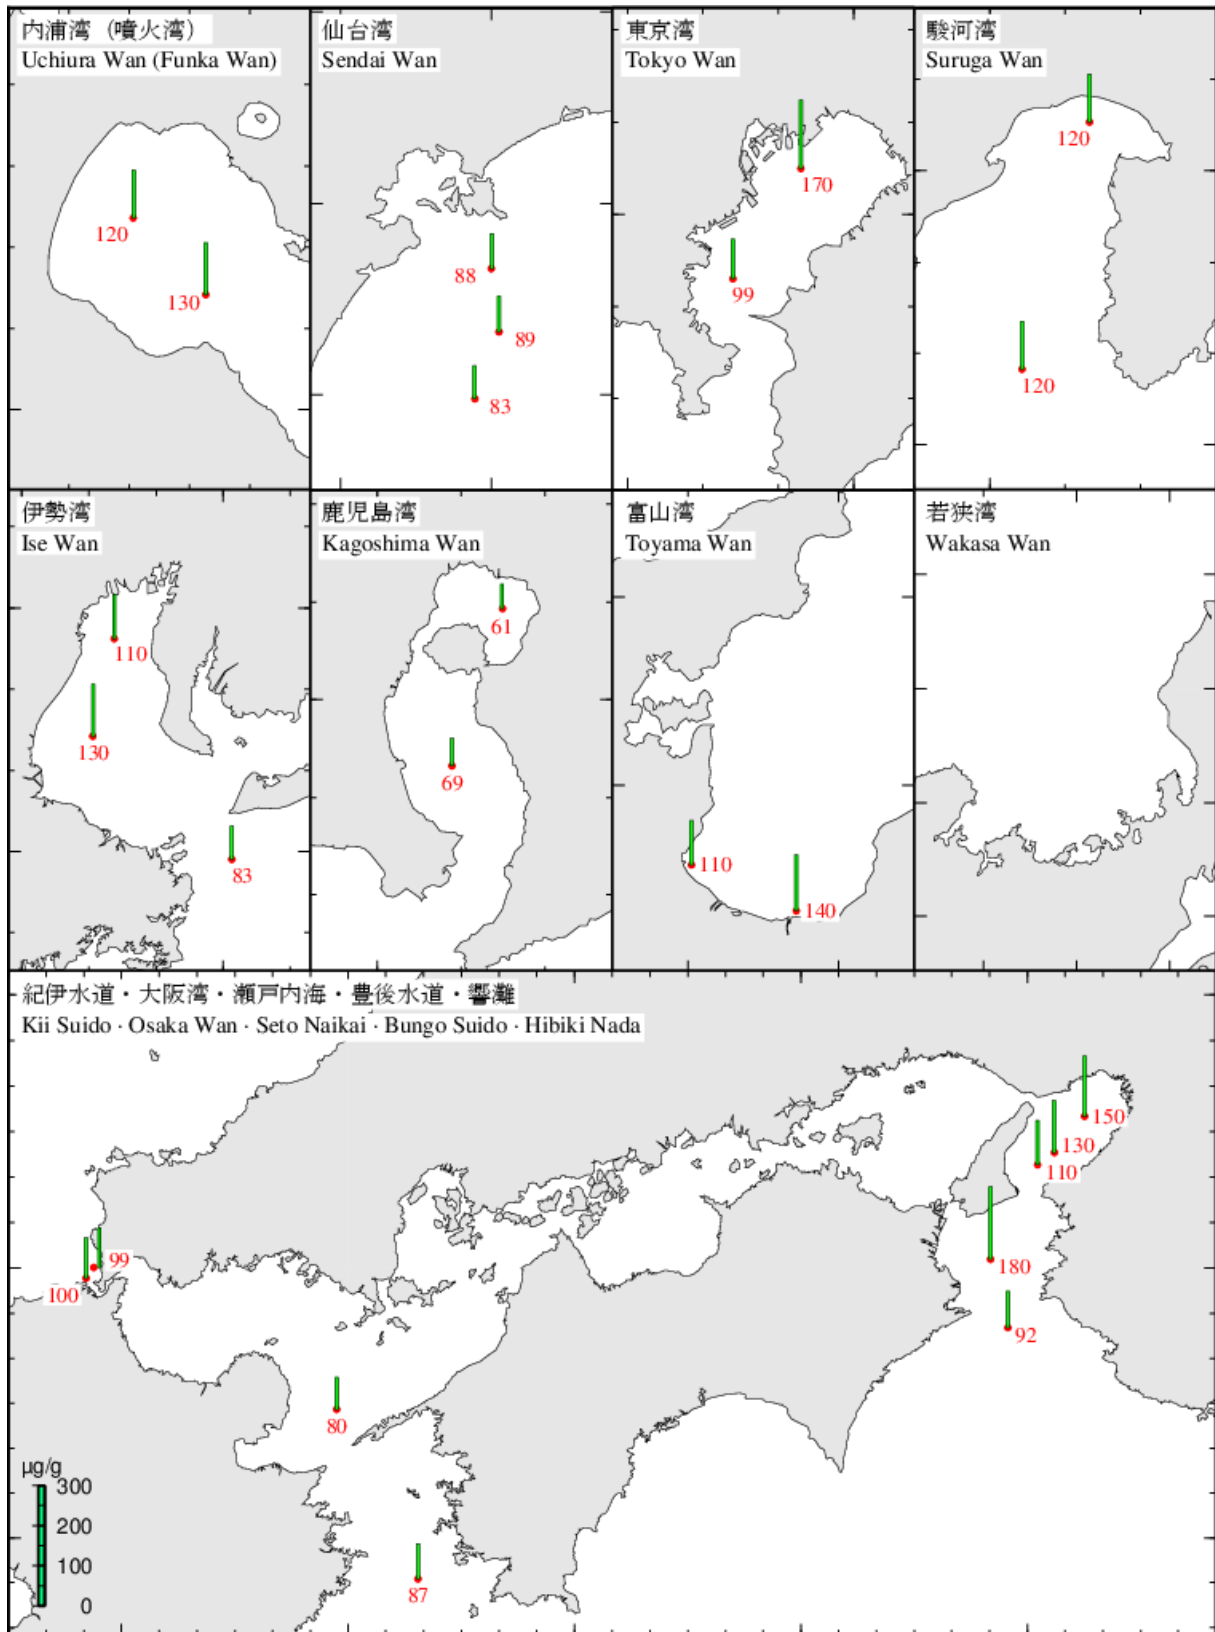 内浦湾（噴火湾）
Uchiura Wan (Funka Wan)
120
130
仙台湾
Sendai Wan
88
89
83
東京湾
Tokyo Wan
170
99
駿河湾
Suruga Wan
120
120
伊勢湾
Ise Wan
110
130
83
鹿児島湾
Kagoshima Wan
61
69
富山湾
Toyama Wan
110
140
若狭湾
Wakasa Wan
紀伊水道・大阪湾・瀬戸内海・豊後水道・響灘
Kii Suido · Osaka Wan · Seto Naikai · Bungo Suido · Hibiki Nada
150
130
110
99
180
100
92
80
87
µg/g
300
200
100
0